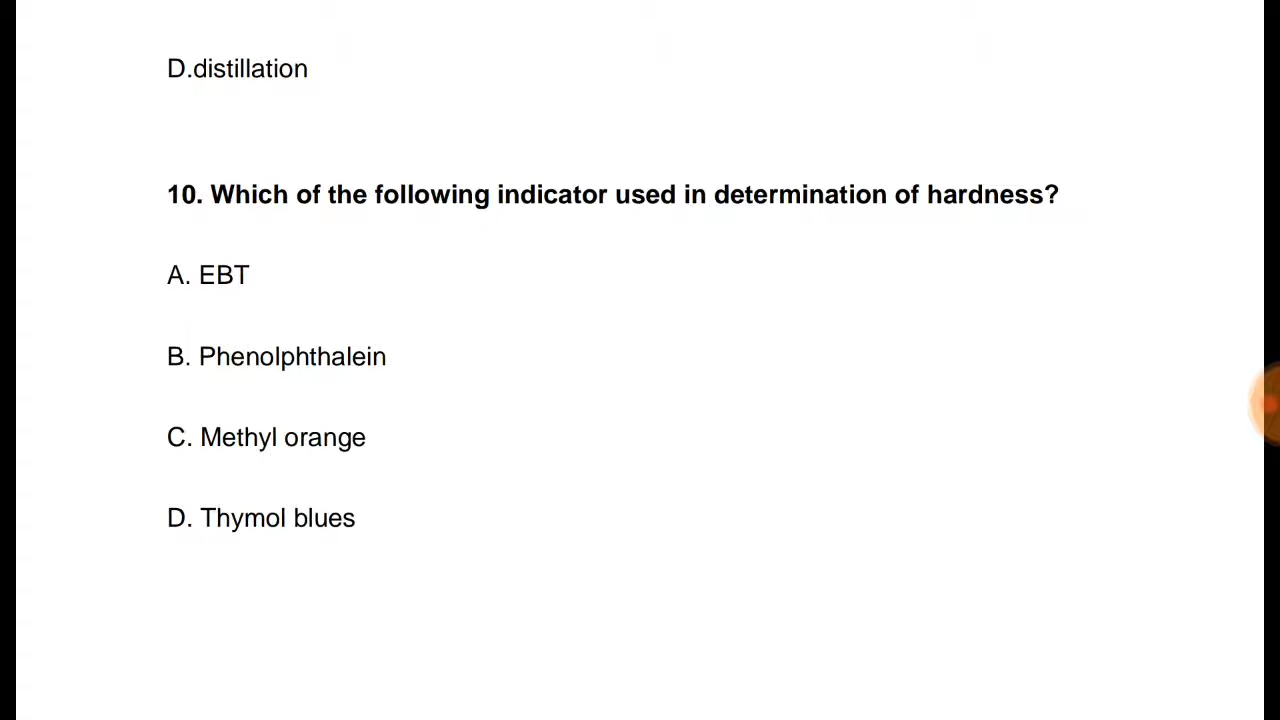 D.distillation
10. Which of the following indicator used in determination of hardness?
A. EBT
B. Phenolphthalein
C. Methyl orange
D. Thymol blues